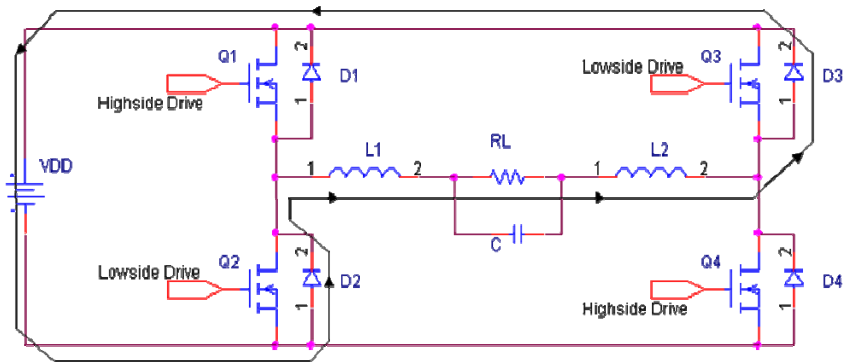 Q1
2
D1
1
Highside Drive
Lowside Drive
Q3
2
D3
1
VDD
1
L1
2
RL
1
L2
2
C
Lowside Drive
Q2
2
D2
1
Q4
2
D4
1
Highside Drive